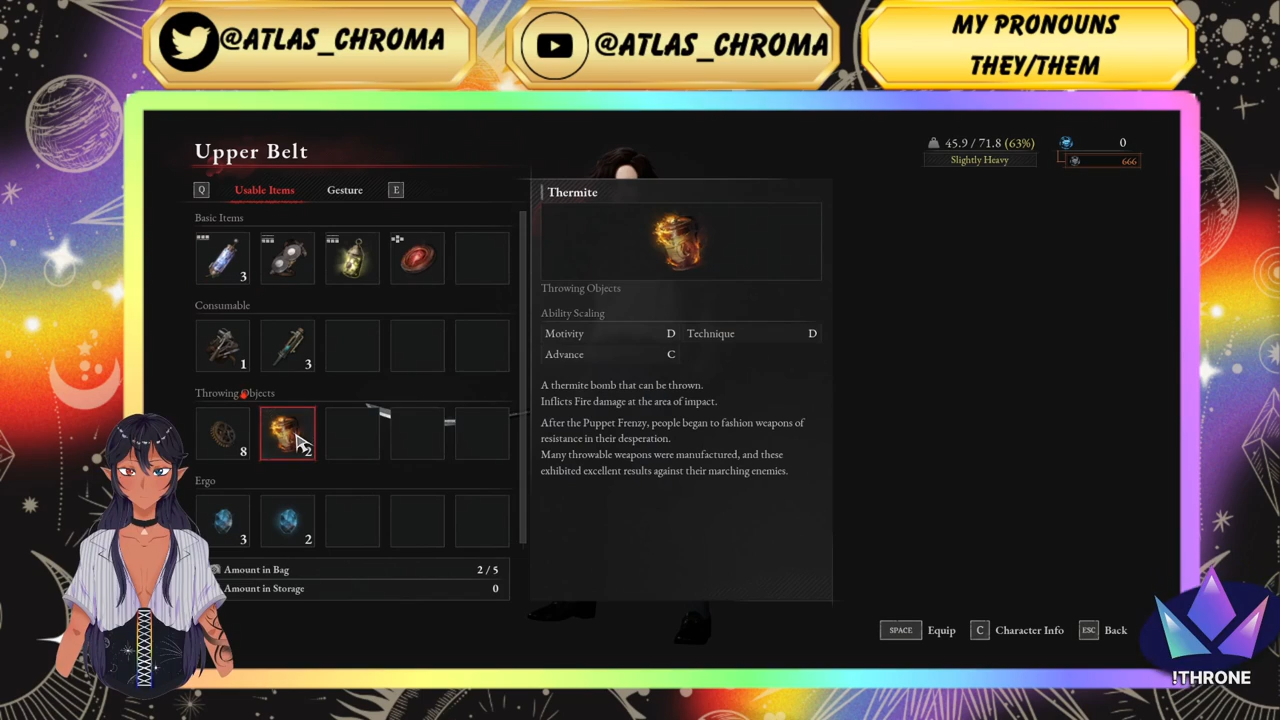 @ATLAS_CHROMA
@ATLAS_CHROMA
MY PRONOUNS
THEY/THEM
Upper Belt
45.9 / 71.8 (63%)
Slightly Heavy
0
666
Q
Usable Items
Gesture
E
Basic Items
3
Consumable
1
3
Throwing Objects
8
2
Ergo
3
2
Amount in Bag 2 / 5
Amount in Storage 0
Thermite
Throwing Objects
Ability Scaling
Motivity D Technique D
Advance C
A thermite bomb that can be thrown.
Inflicts Fire damage at the area of impact.
After the Puppet Frenzy, people began to fashion weapons of
resistance in their desperation.
Many throwable weapons were manufactured, and these
exhibited excellent results against their marching enemies.
SPACE Equip C Character Info ESC Back
!THRONE